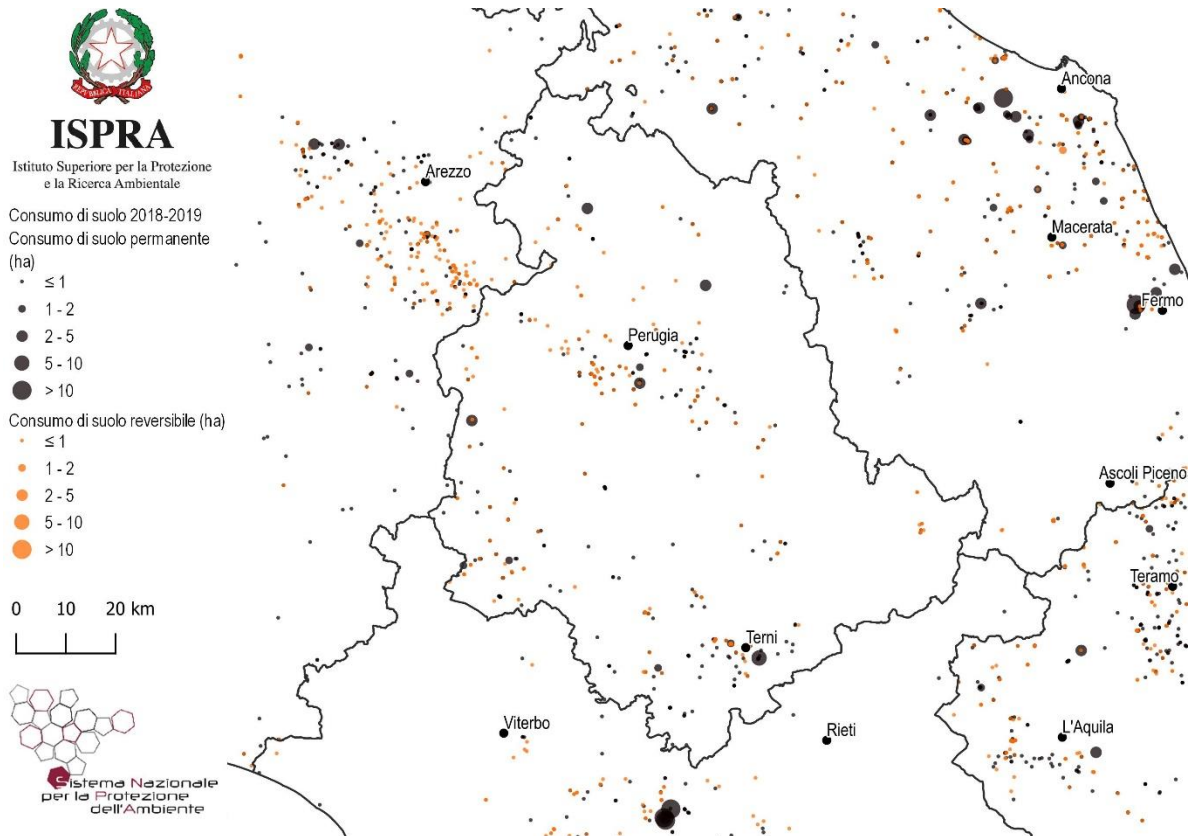 REPVBBLICA ITALIANA
ISPRA
Istituto Superiore per la Protezione
e la Ricerca Ambientale
Consumo di suolo 2018-2019
Consumo di suolo permanente
(ha)
≤ 1
1 - 2
2 - 5
5 - 10
> 10
Consumo di suolo reversibile (ha)
≤ 1
1 - 2
2 - 5
5 - 10
> 10
0 10 20 km
Sistema Nazionale
per la Protezione
dell'Ambiente
Ancona
Arezzo
Macerata
Fermo
Perugia
Ascoli Piceno
Teramo
Terni
Viterbo
Rieti
L'Aquila